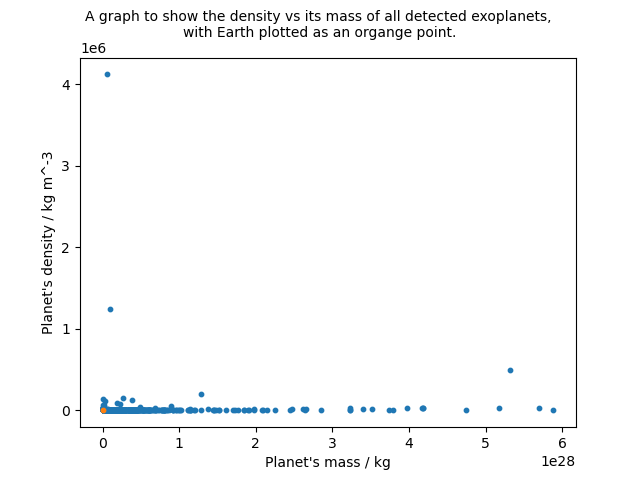 A graph to show the density vs its mass of all detected exoplanets,
with Earth plotted as an organge point.
1e6
4
3
2
1
0
Planet's density / kg m^-3
0 1 2 3 4 5 6
Planet's mass / kg
1e28